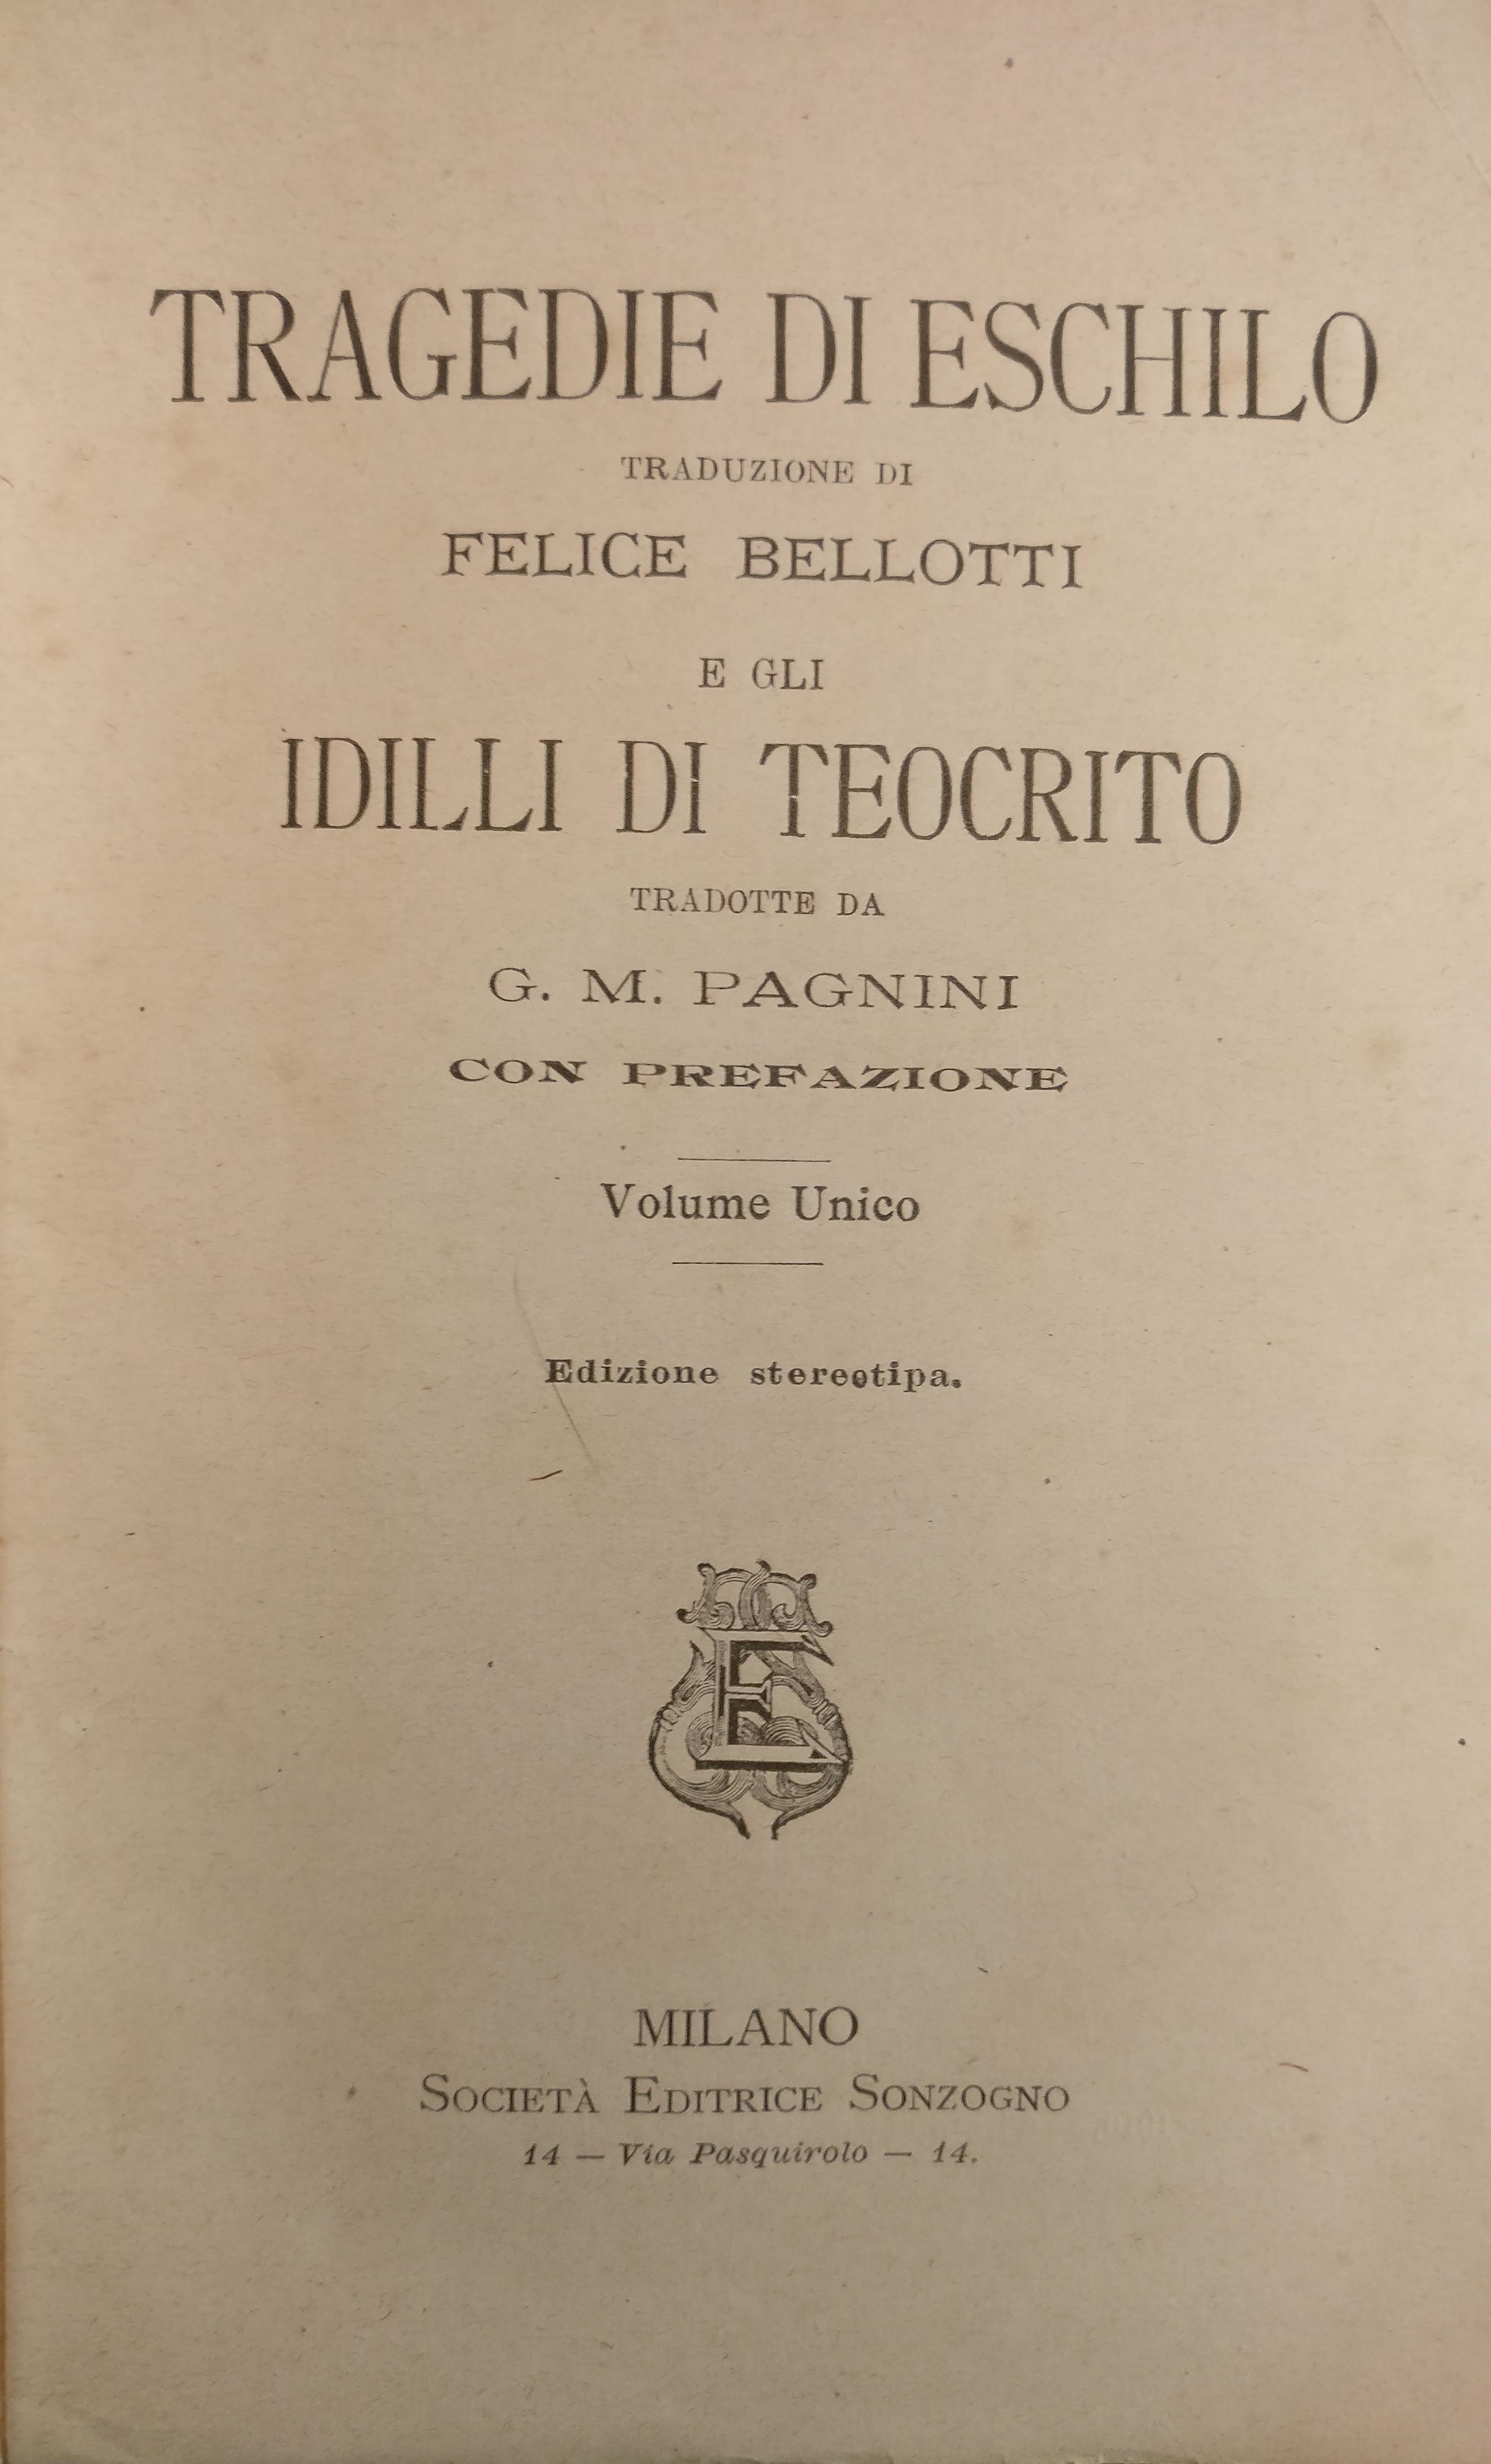 TRAGEDIE DI ESCHILO
TRADUZIONE DI
FELICE BELLOTTI
E GLI
IDILLI DI TEOCRITO
TRADOTTE DA
G. M. PAGNINI
CON PREFAZIONE
Volume Unico
Edizione stereotipa.
E
MILANO
SOCIETÀ EDITRICE SONZOGNO
14 — Via Pasquirolo — 14.